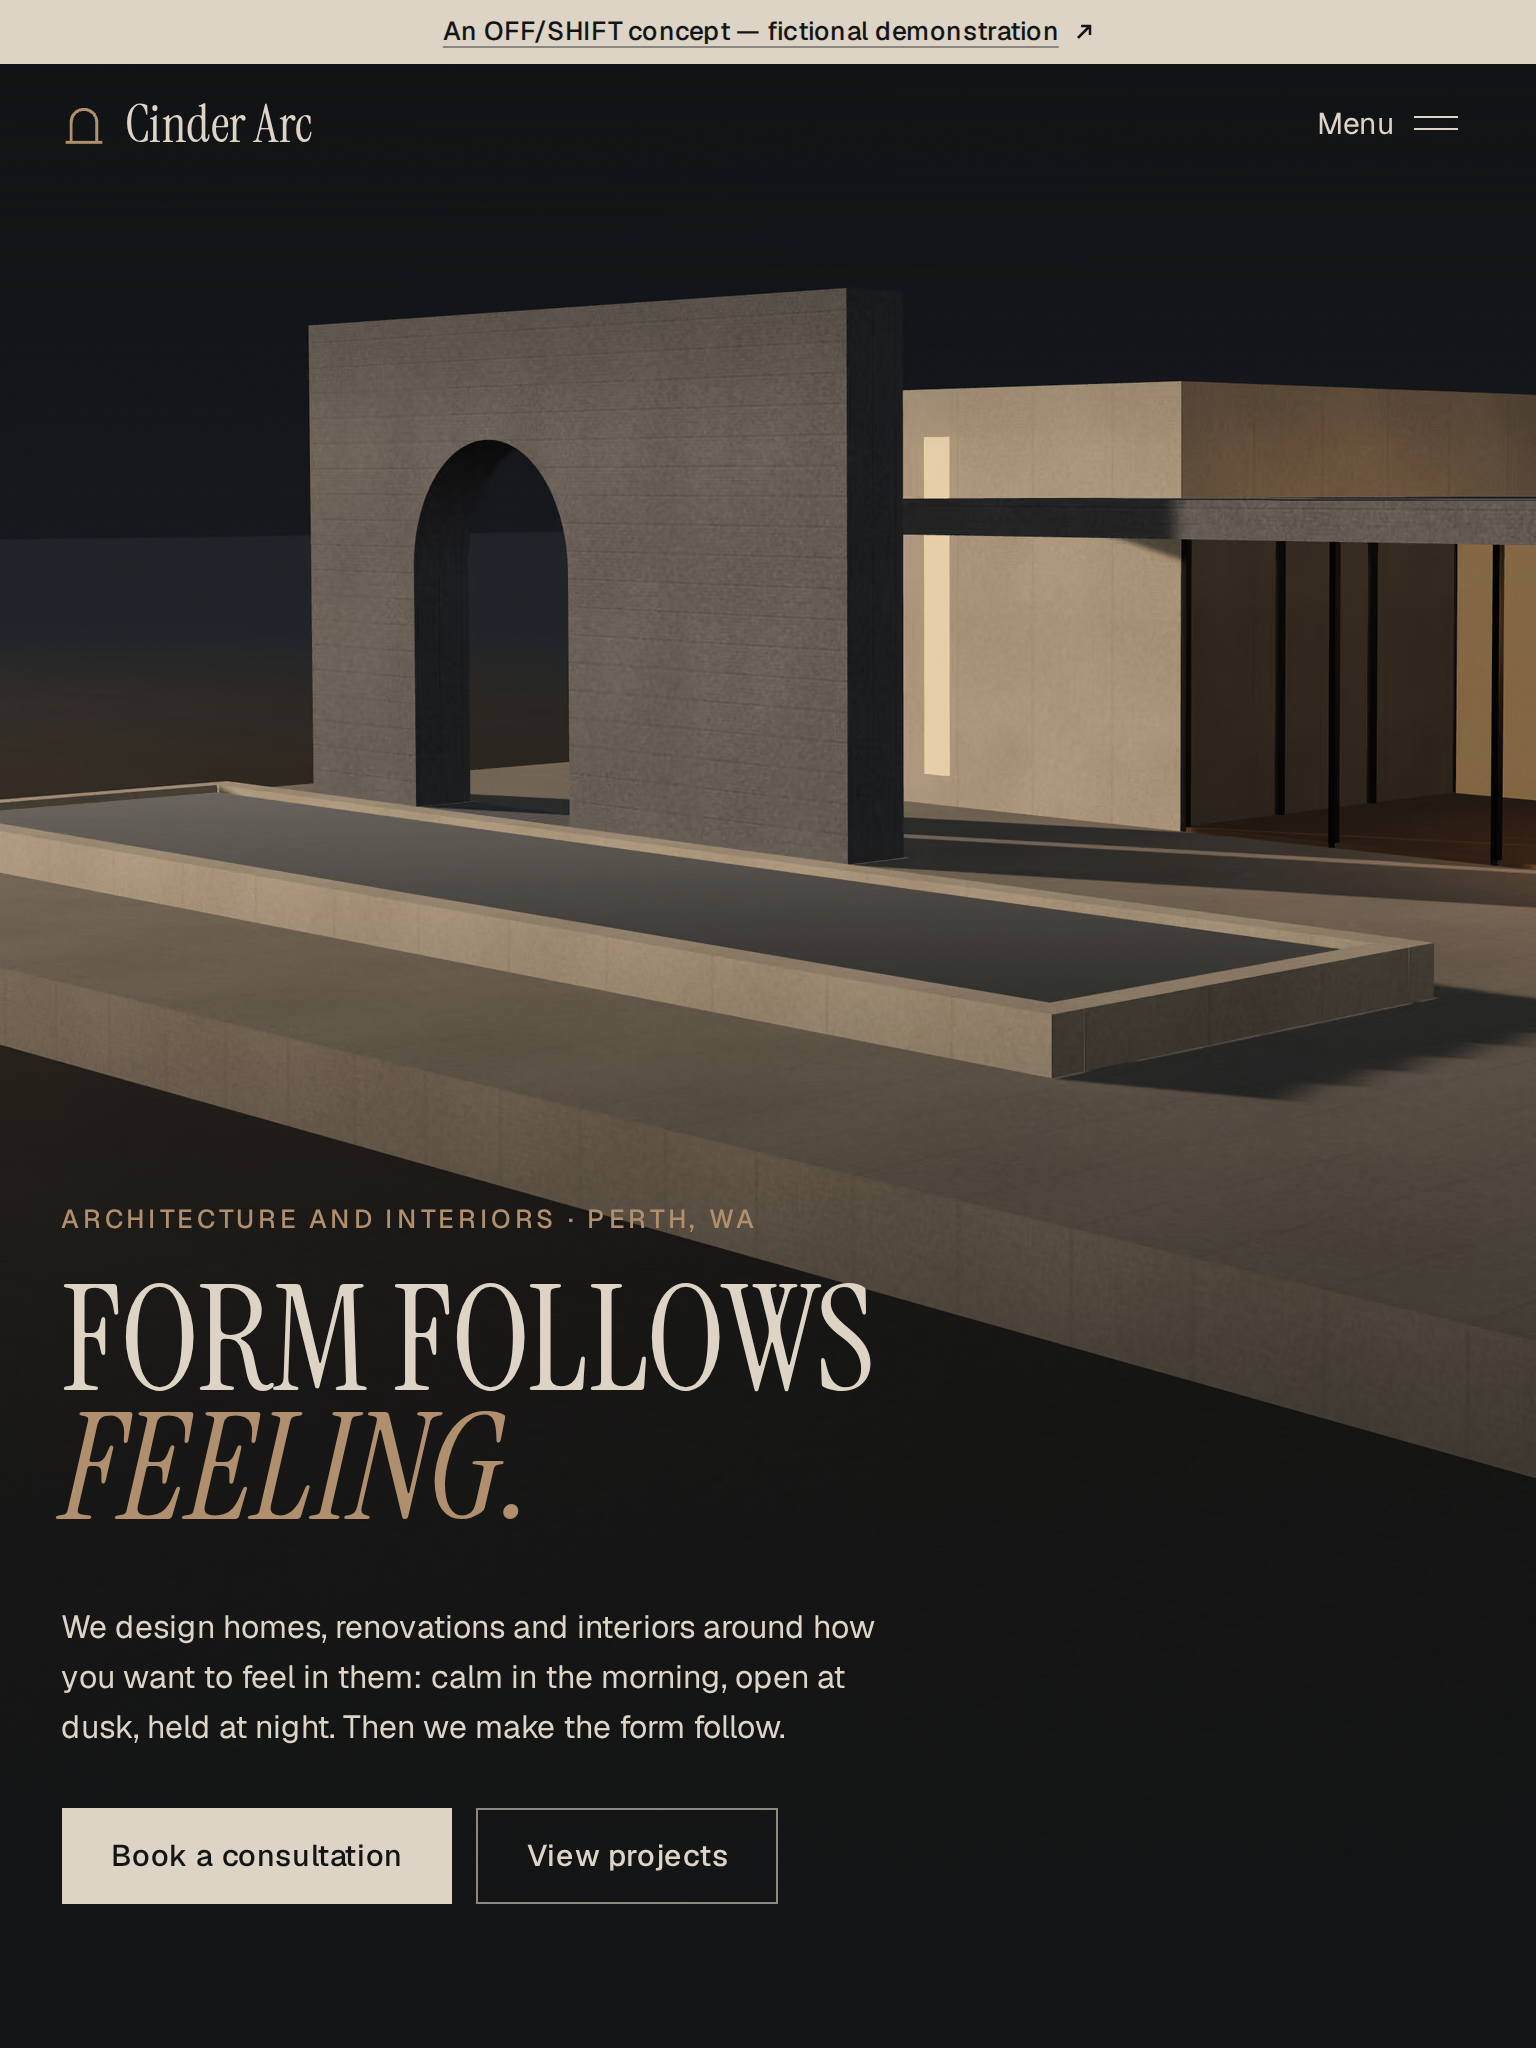 An OFF/SHIFT concept — fictional demonstration ↗
Cinder Arc
Menu
ARCHITECTURE AND INTERIORS · PERTH, WA
FORM FOLLOWS
FEELING.
We design homes, renovations and interiors around how
you want to feel in them: calm in the morning, open at
dusk, held at night. Then we make the form follow.
Book a consultation
View projects